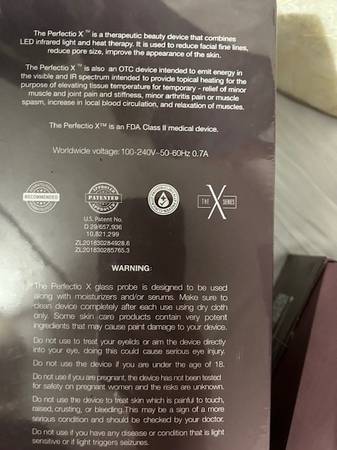 The Perfectio X ™ is a therapeutic beauty device that combines
LED infrared light and heat therapy. It is used to reduce facial fine lines,
reduce pore size, improve the appearance of the skin.
The Perfectio X ™ is also an OTC device intended to emit energy in
the visible and IR spectrum intended to provide topical heating for the
purpose of elevating tissue temperature for temporary - relief of minor
muscle and joint pain and stiffness, minor arthritis pain or muscle
spasm, increase in local blood circulation, and relaxation of muscles.
The Perfectio X™ is an FDA Class II medical device.
Worldwide voltage: 100-240V~50-60Hz 0.7A
RECOMMENDED
APPROVED
PATENTED
THE X SERIES
U.S. Patent No.
D 29/657,936
10,821,299
ZL201830284928.6
ZL201830285765.3
WARNING:
The Perfectio X glass probe is designed to be used
along with moisturizers and/or serums. Make sure to
clean device completely after each use using dry cloth
only. Some skin care products contain very potent
ingredients that may cause paint damage to your device.
Do not use to treat your eyelids or aim the device directly
into your eye, doing this could cause serious eye injury.
Do not use the device if you are under the age of 18.
Do not use if you are pregnant, the device has not been tested
for safety on pregnant women and the risks are unknown.
Do not use the device to treat skin which is painful to touch,
raised, crusting, or bleeding. This may be a sign of a more
serious condition and should be checked by your doctor.
Do not use if you have any disease or condition that is light
sensitive or if light triggers seizures.